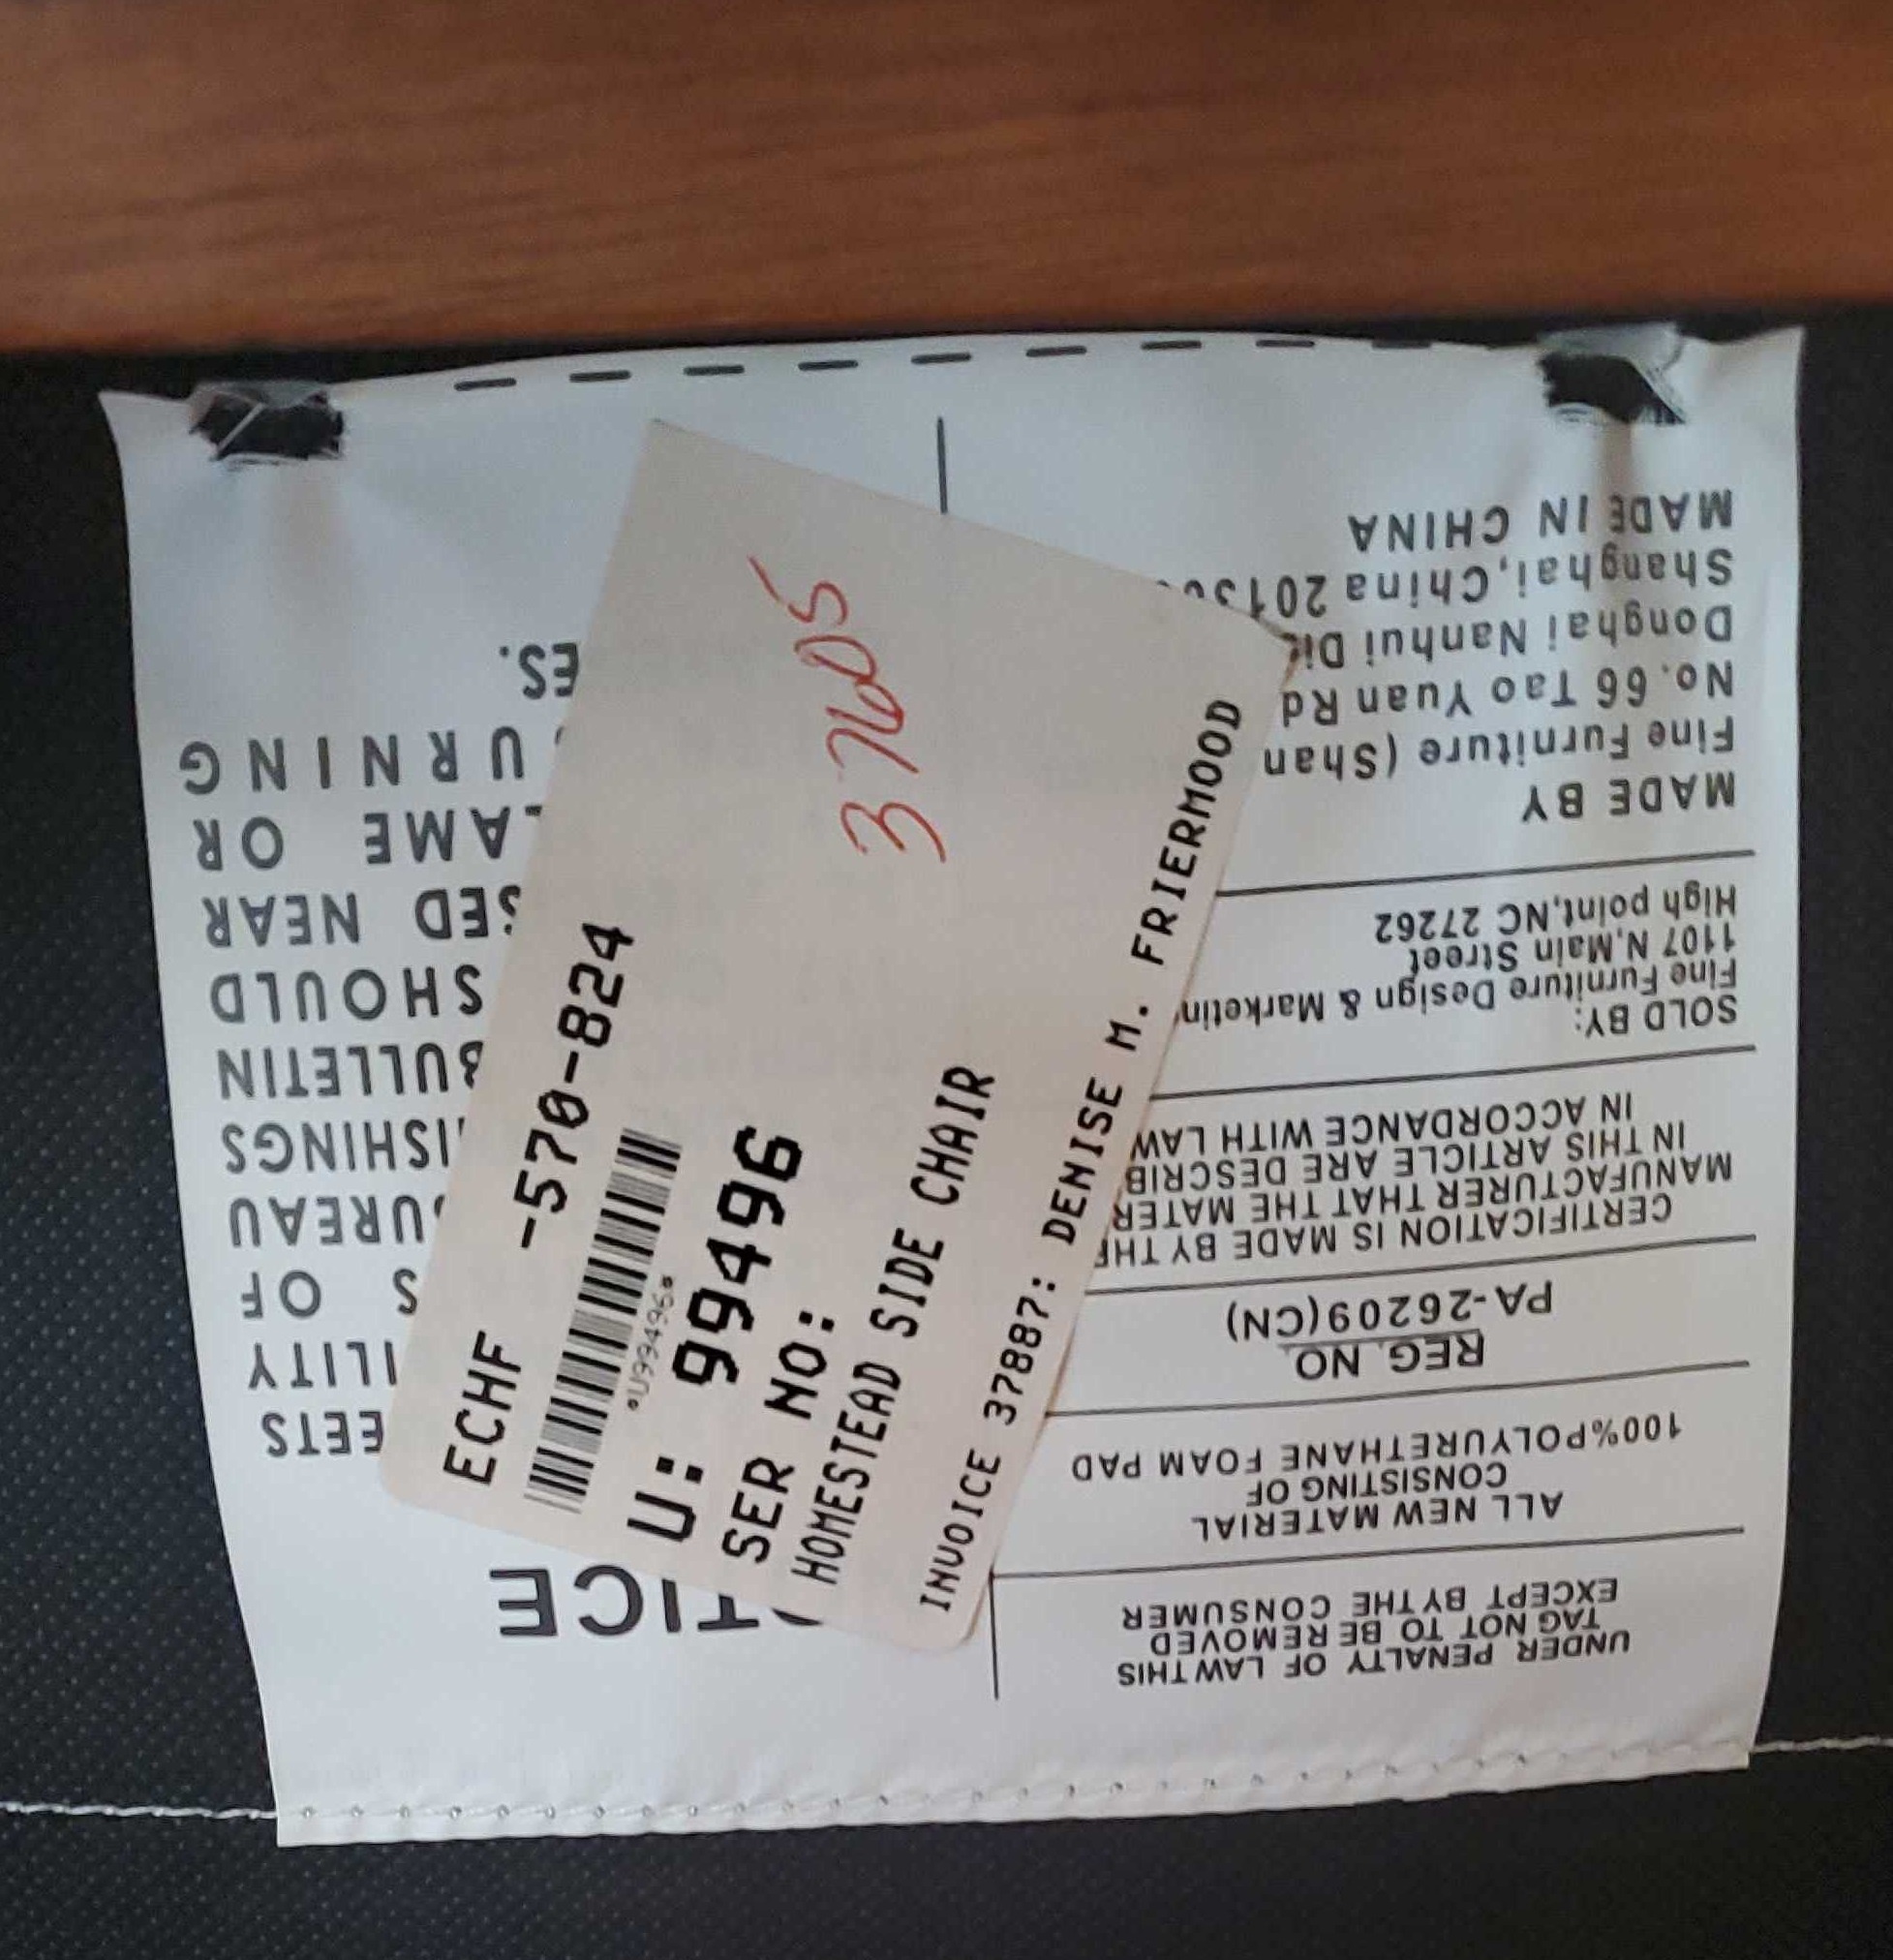 ECHF -570-824
*U99496*
U: 99496
SER NO:
HOMESTEAD SIDE CHAIR
INVOICE 37887: DENISE M. FRIERMOOD
37605
UNDER PENALTY OF LAW THIS
TAG NOT TO BE REMOVED
EXCEPT BY THE CONSUMER
ALL NEW MATERIAL
CONSISTING OF
100%POLYURETHANE FOAM PAD
REG. NO.
PA-26209(CN)
CERTIFICATION IS MADE BY THE
MANUFACTURER THAT THE MATER
IN THIS ARTICLE ARE DESCRIB
IN ACCORDANCE WITH LAW
SOLD BY:
Fine Furniture Design & Marketin
1107 N,Main Street
High point,NC 27262
MADE BY
Fine Furniture (Shan
No. 66 Tao Yuan Rd
Donghai Nanhui Di
Shanghai, China 2013
MADE IN CHINA
TICE
EETS
ILITY
S OF
UREAU
ISHINGS
BULLETIN
SHOULD
SED NEAR
LAME OR
URNING
ES.